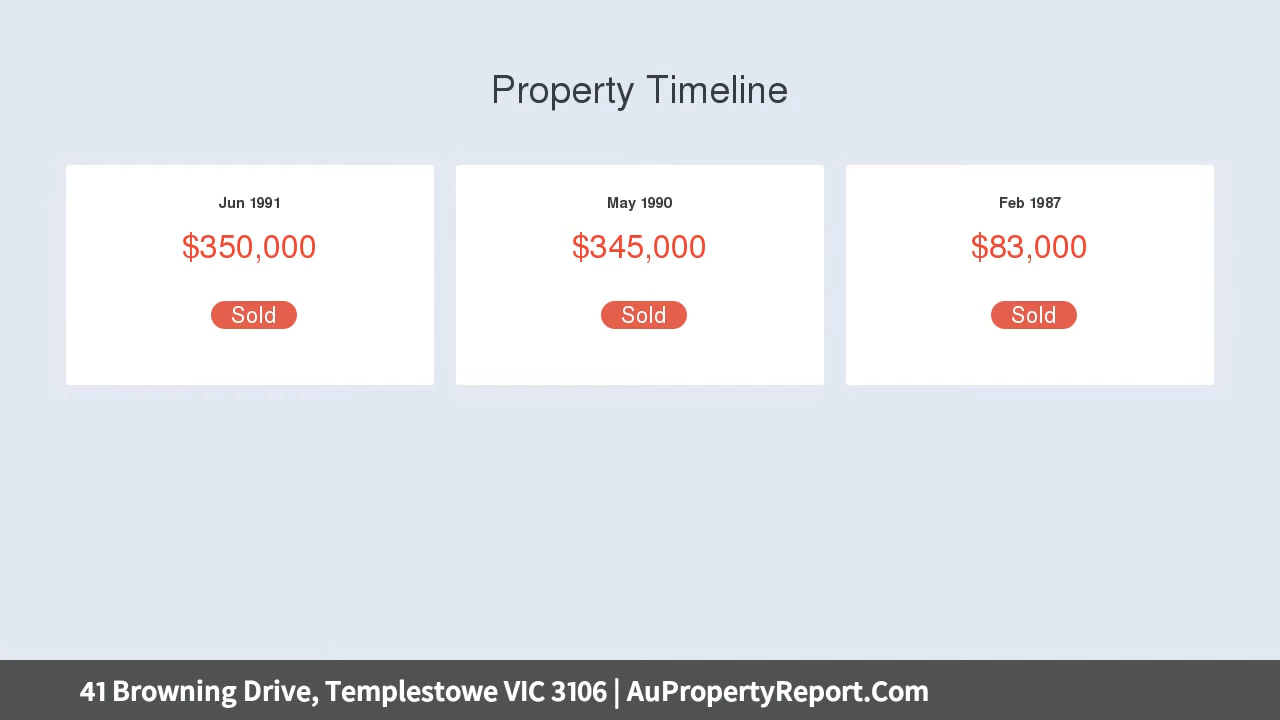 Property Timeline
Jun 1991
$350,000
Sold
May 1990
$345,000
Sold
Feb 1987
$83,000
Sold
41 Browning Drive, Templestowe VIC 3106 | AuPropertyReport.Com